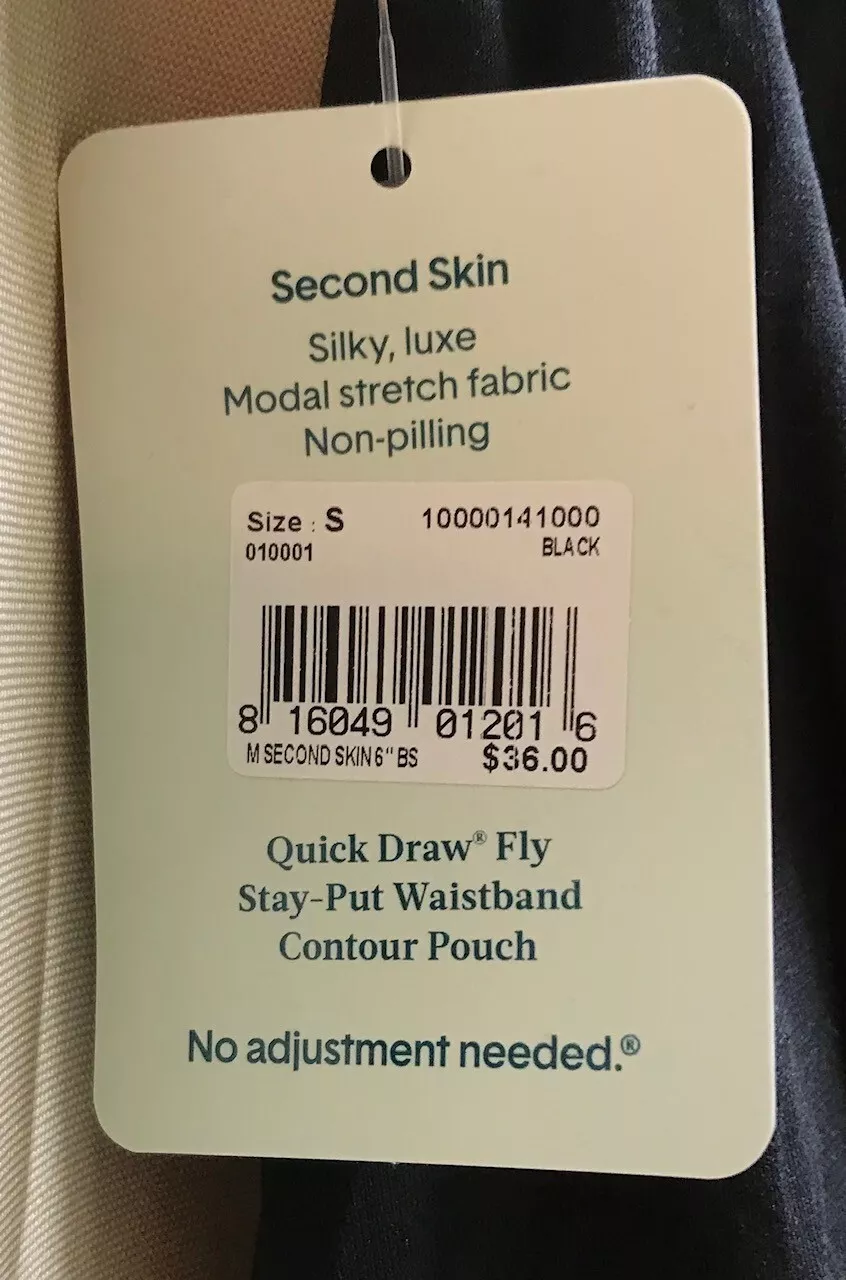 Second Skin
Silky, luxe
Modal stretch fabric
Non-pilling
Size : S 10000141000
010001 BLACK
8 16049 01201 6
M SECOND SKIN 6" BS $36.00
Quick Draw® Fly
Stay-Put Waistband
Contour Pouch
No adjustment needed.®